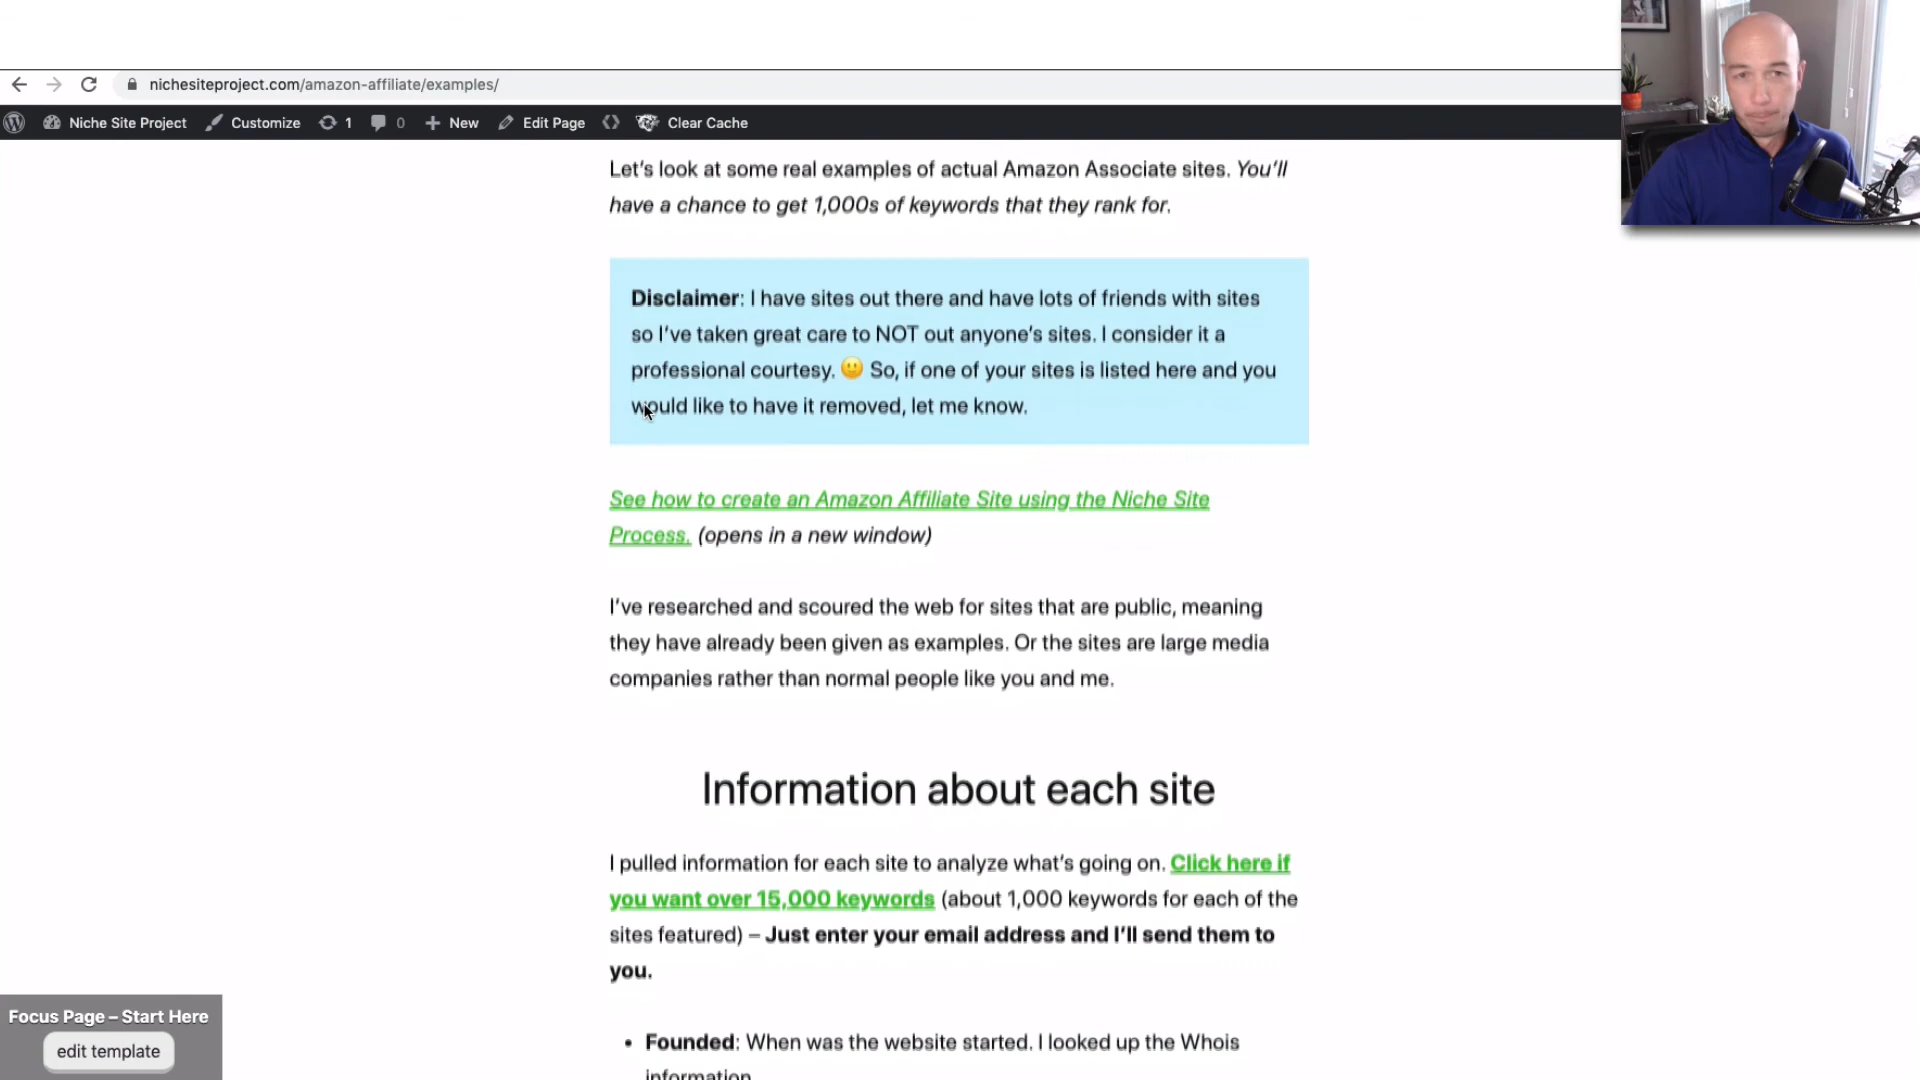 nichesiteproject.com/amazon-affiliate/examples/
Niche Site Project Customize 1 0 New Edit Page Clear Cache
Let's look at some real examples of actual Amazon Associate sites. You'll
have a chance to get 1,000s of keywords that they rank for.
Disclaimer: I have sites out there and have lots of friends with sites
so I've taken great care to NOT out anyone's sites. I consider it a
professional courtesy. 🙂 So, if one of your sites is listed here and you
would like to have it removed, let me know.
See how to create an Amazon Affiliate Site using the Niche Site
Process. (opens in a new window)
I've researched and scoured the web for sites that are public, meaning
they have already been given as examples. Or the sites are large media
companies rather than normal people like you and me.
Information about each site
I pulled information for each site to analyze what's going on. Click here if
you want over 15,000 keywords (about 1,000 keywords for each of the
sites featured) – Just enter your email address and I'll send them to
you.
• Founded: When was the website started. I looked up the Whois
information
Focus Page – Start Here
edit template